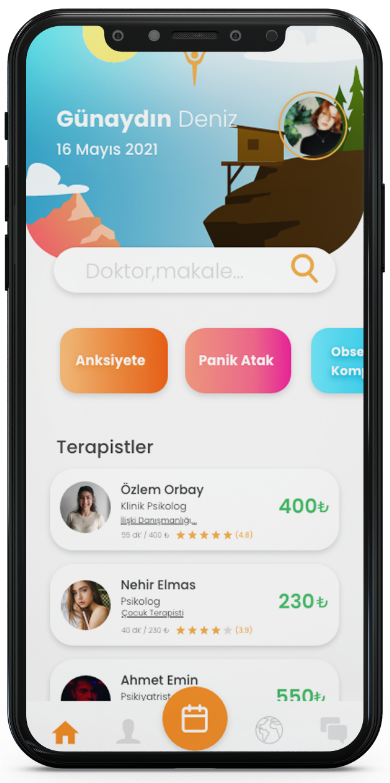 Günaydın Deniz
16 Mayıs 2021
Doktor,makale...
Anksiyete
Panik Atak
Obse
Komp
Terapistler
Özlem Orbay
Klinik Psikolog
İlişki Danışmanlığı...
55 dk' / 400 ₺ (4.8)
400₺
Nehir Elmas
Psikolog
Çocuk Terapisti
40 dk' / 230 ₺ (3.9)
230₺
Ahmet Emin
Psikiyatrist
550₺